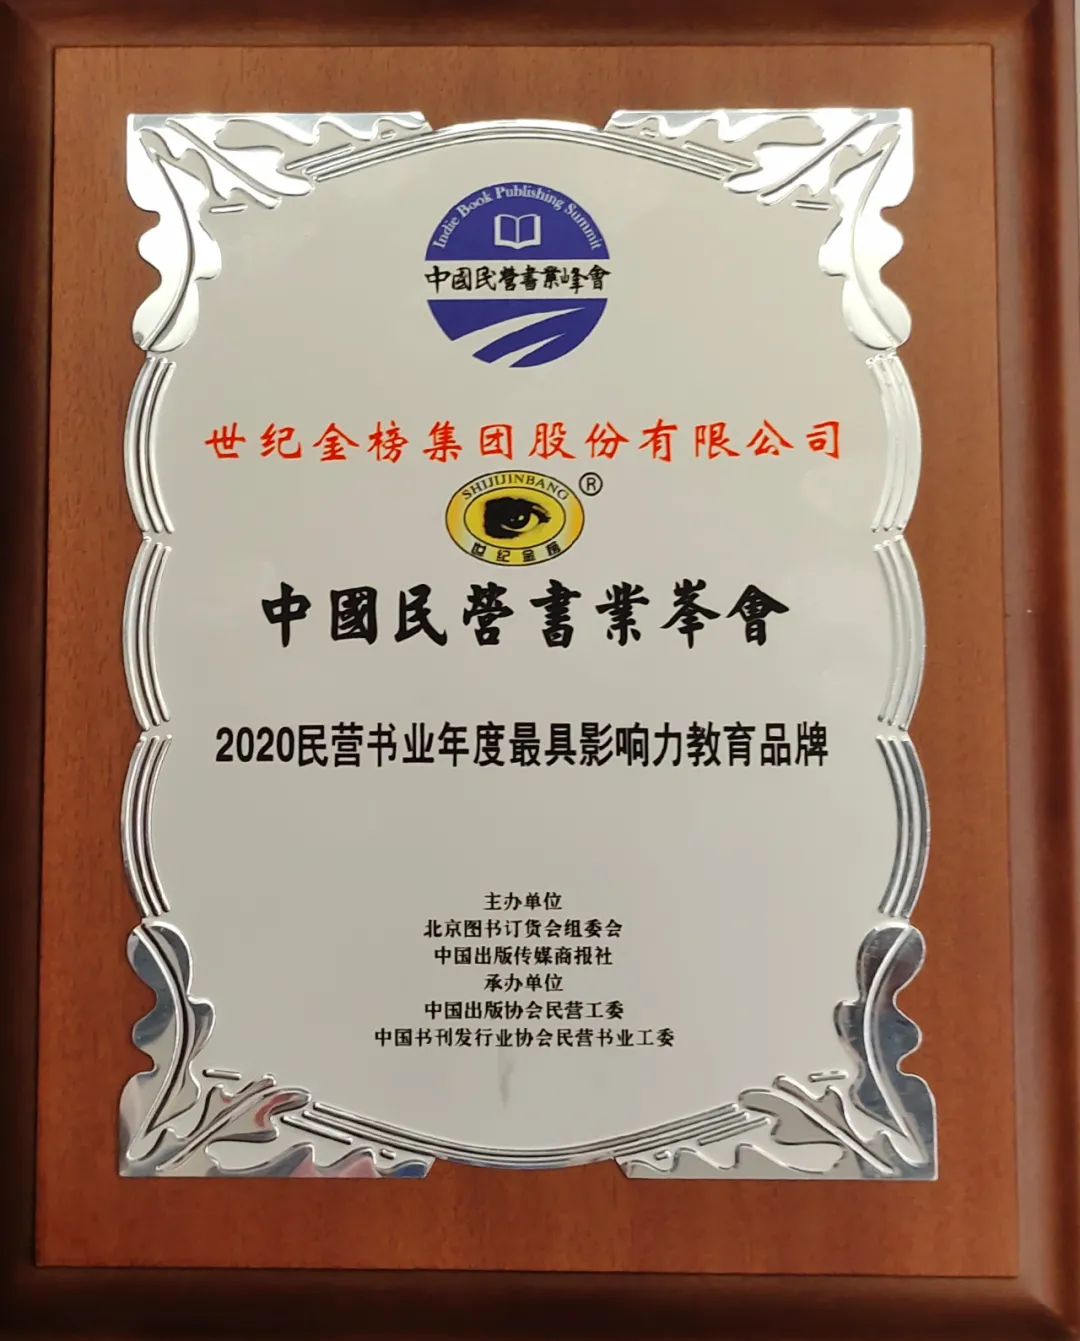 Indie Book Publishing Summit
中國民营書業峰會
世纪金榜集团股份有限公司
SHIJIJINBANG ®
世纪金榜
中國民营書業峯會
2020民营书业年度最具影响力教育品牌
主办单位
北京图书订货会组委会
中国出版传媒商报社
承办单位
中国出版协会民营工委
中国书刊发行业协会民营书业工委